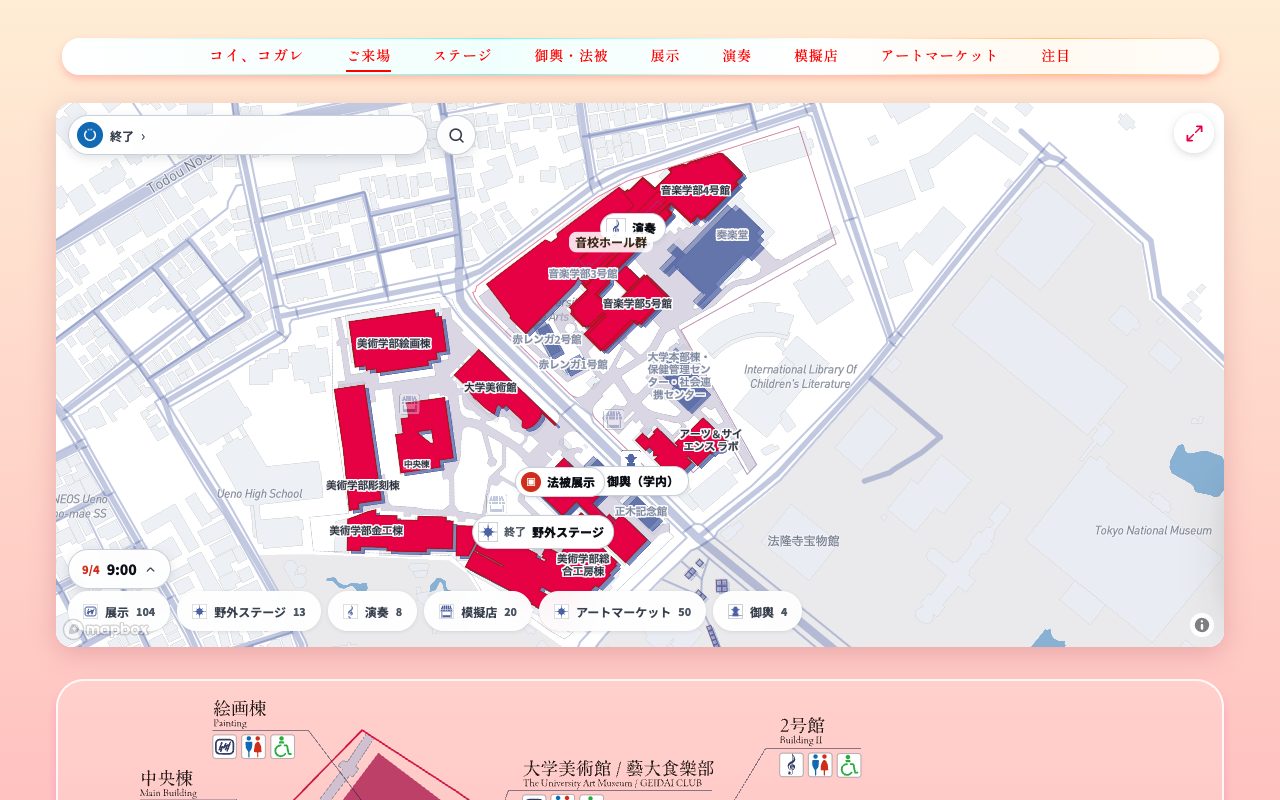 コイ、コガレ
ご来場
ステージ
御輿・法被
展示
演奏
模擬店
アートマーケット
注目
終了 ›
音楽学部4号館
演奏
音校ホール群
奏楽堂
音楽学部3号館
音楽学部5号館
赤レンガ2号館
赤レンガ1号館
大学本部棟・
保健管理セン
ター・社会連
携センター
International Library Of
Children's Literature
美術学部絵画棟
大学美術館
アーツ＆サイ
エンス ラボ
中央棟
美術学部彫刻棟
法被展示
御輿（学内）
Ueno High School
NEOS Ueno
no-mae SS
正木記念館
美術学部金工棟
終了 野外ステージ
美術学部総
合工房棟
法隆寺宝物館
Tokyo National Museum
9/4 9:00
展示 104
野外ステージ 13
演奏 8
模擬店 20
アートマーケット 50
御輿 4
mapbox
絵画棟
Painting
2号館
Building II
中央棟
Main Building
大学美術館 / 藝大食樂部
The University Art Museum / GEIDAI CLUB